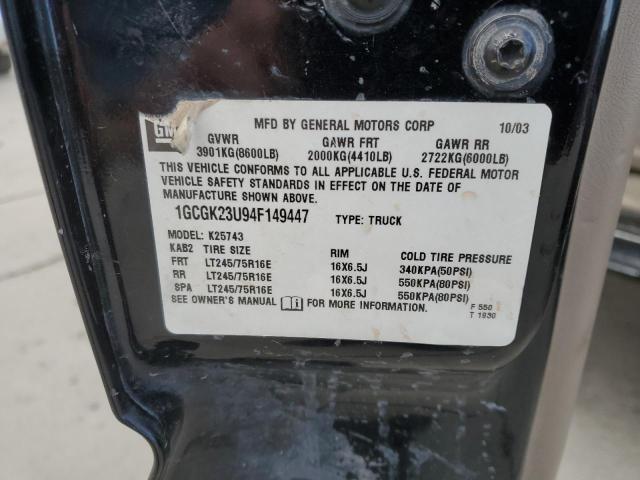 GM
MFD BY GENERAL MOTORS CORP 10/03
GVWR GAWR FRT GAWR RR
3901KG(8600LB) 2000KG(4410LB) 2722KG(6000LB)
THIS VEHICLE CONFORMS TO ALL APPLICABLE U.S. FEDERAL MOTOR
VEHICLE SAFETY STANDARDS IN EFFECT ON THE DATE OF
MANUFACTURE SHOWN ABOVE.
1GCGK23U94F149447 TYPE: TRUCK
MODEL: K25743
KAB2 TIRE SIZE RIM COLD TIRE PRESSURE
FRT LT245/75R16E 16X6.5J 340KPA(50PSI)
RR LT245/75R16E 16X6.5J 550KPA(80PSI)
SPA LT245/75R16E 16X6.5J 550KPA(80PSI)
SEE OWNER'S MANUAL FOR MORE INFORMATION.
F 550
T 1930